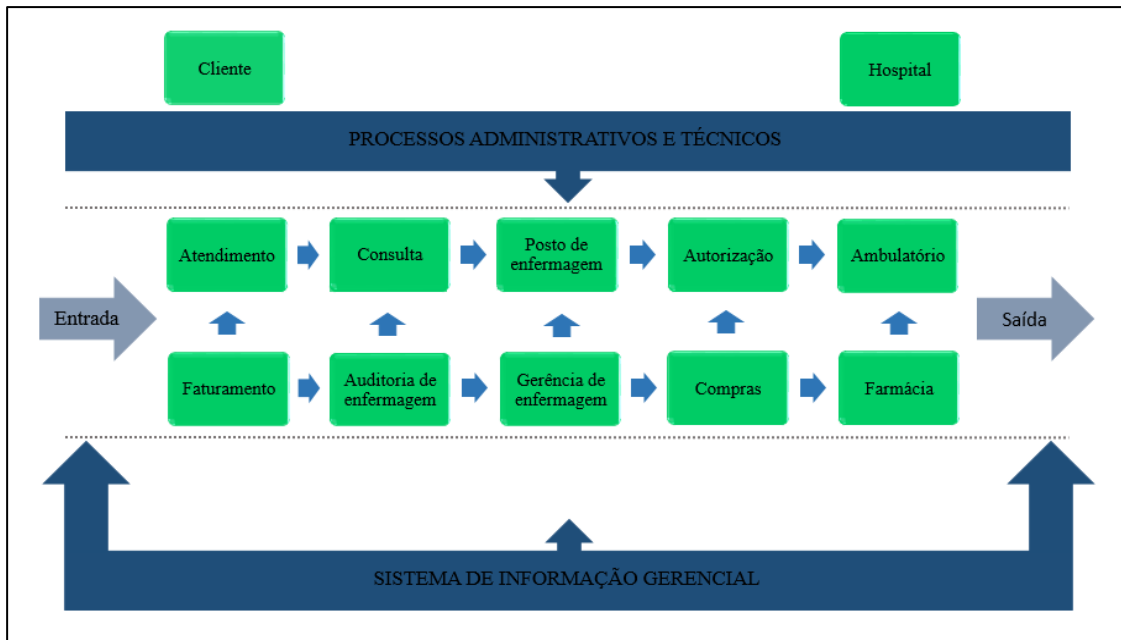 Cliente
Hospital
PROCESSOS ADMINISTRATIVOS E TÉCNICOS
Atendimento
Consulta
Posto de
enfermagem
Autorização
Ambulatório
Entrada
Saída
Faturamento
Auditoria de
enfermagem
Gerência de
enfermagem
Compras
Farmácia
SISTEMA DE INFORMAÇÃO GERENCIAL